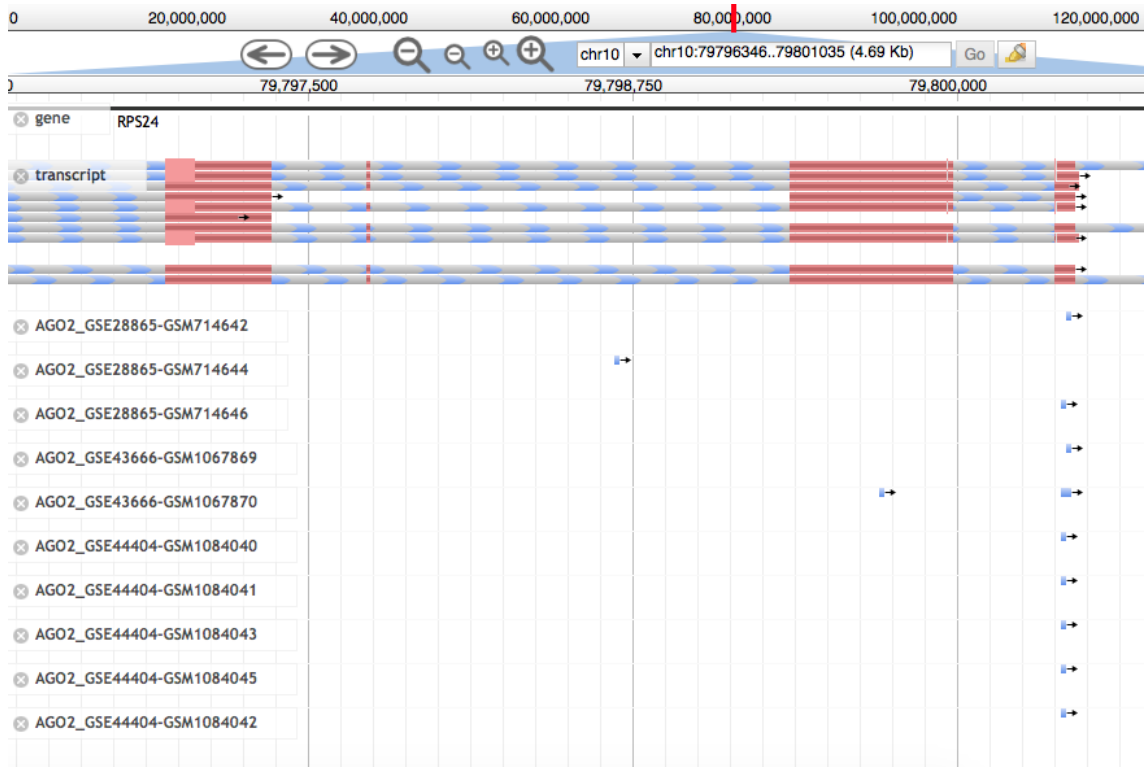 0 20,000,000 40,000,000 60,000,000 80,000,000 100,000,000 120,000,000
chr10 chr10:79796346..79801035 (4.69 Kb) Go
79,797,500 79,798,750 79,800,000
gene RPS24
transcript
AGO2_GSE28865-GSM714642
AGO2_GSE28865-GSM714644
AGO2_GSE28865-GSM714646
AGO2_GSE43666-GSM1067869
AGO2_GSE43666-GSM1067870
AGO2_GSE44404-GSM1084040
AGO2_GSE44404-GSM1084041
AGO2_GSE44404-GSM1084043
AGO2_GSE44404-GSM1084045
AGO2_GSE44404-GSM1084042